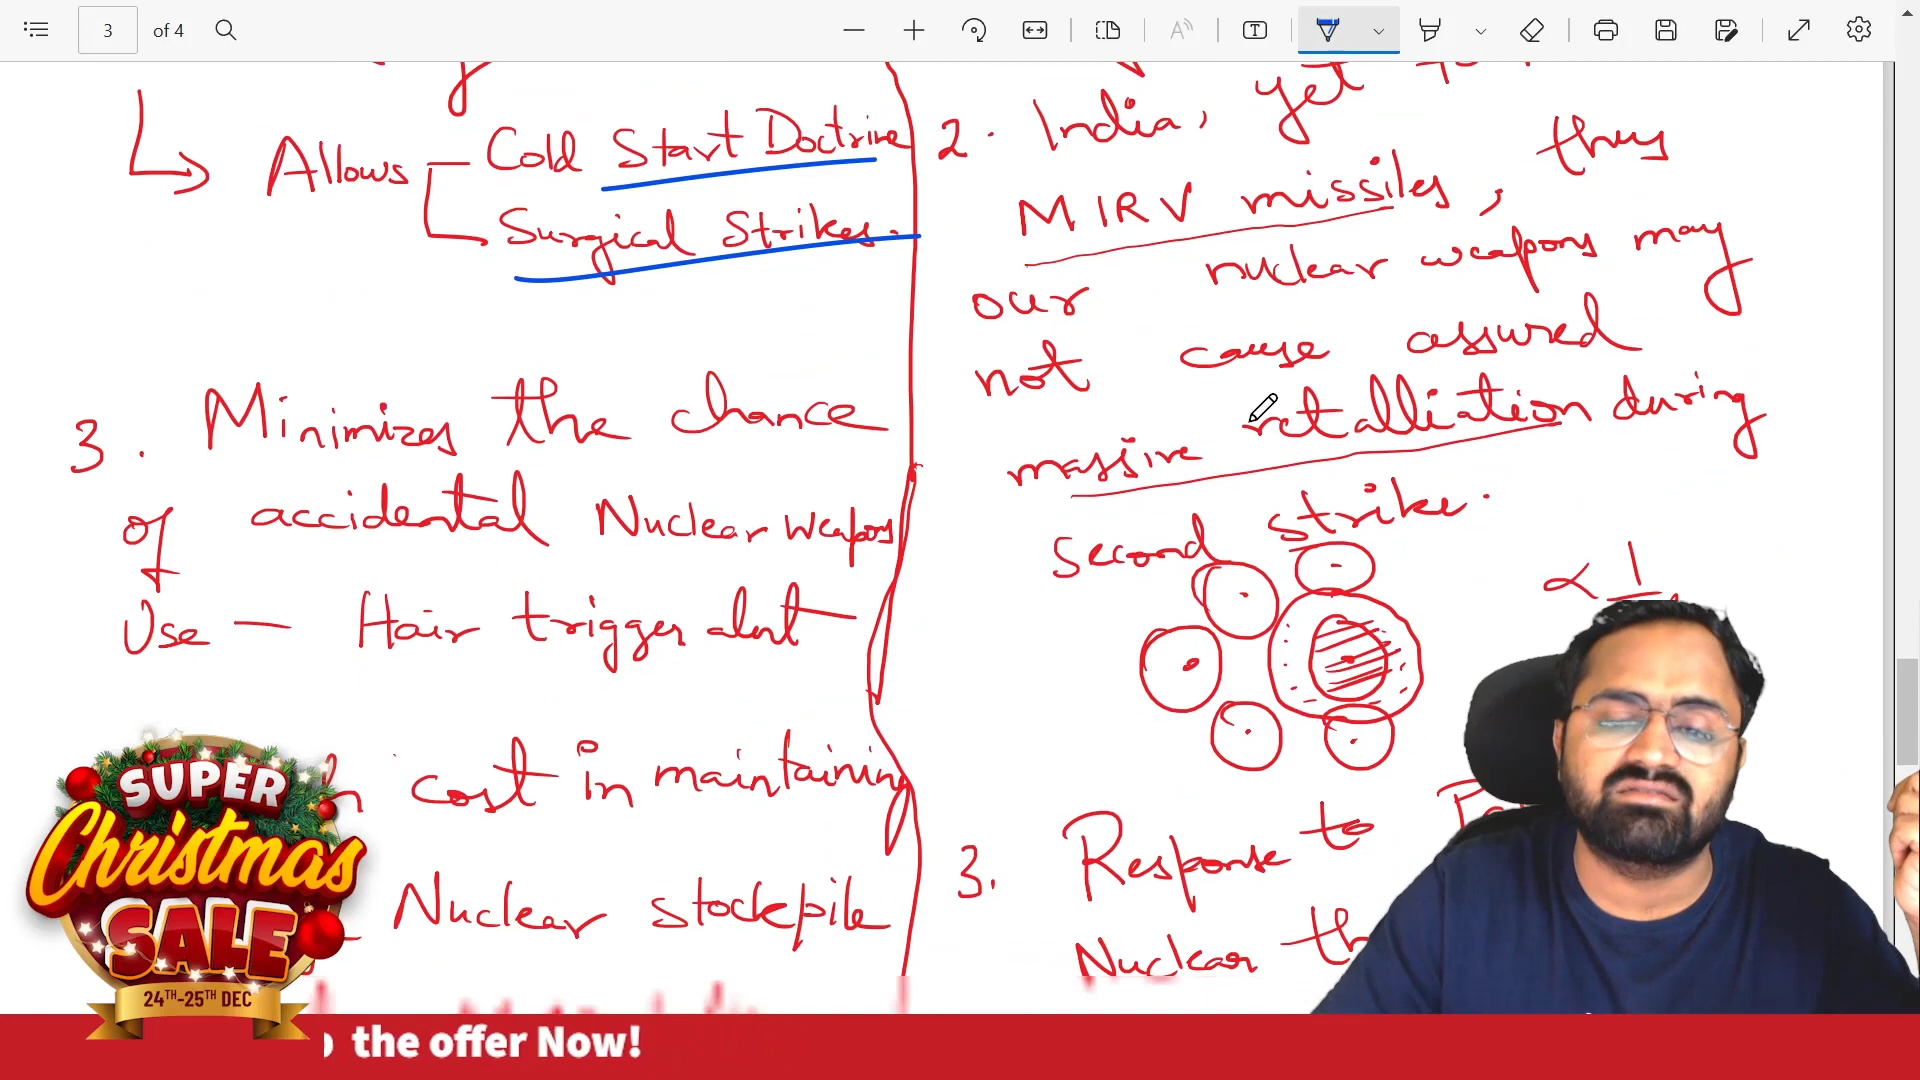 3 of 4
Allows — Cold Start Doctrine
Surgical Strikes.
3. Minimizes the chance
of accidental Nuclear weapons
Use — Hair trigger alert —
cost in maintaining
Nuclear stockpile
2. India, yet to
MIRV missiles, thus
our nuclear weapons may
not cause assured
massive retalliation during
second strike.
∝ 1
3. Response to
Nuclear
SUPER
Christmas
SALE
24TH-25TH DEC
the offer Now!